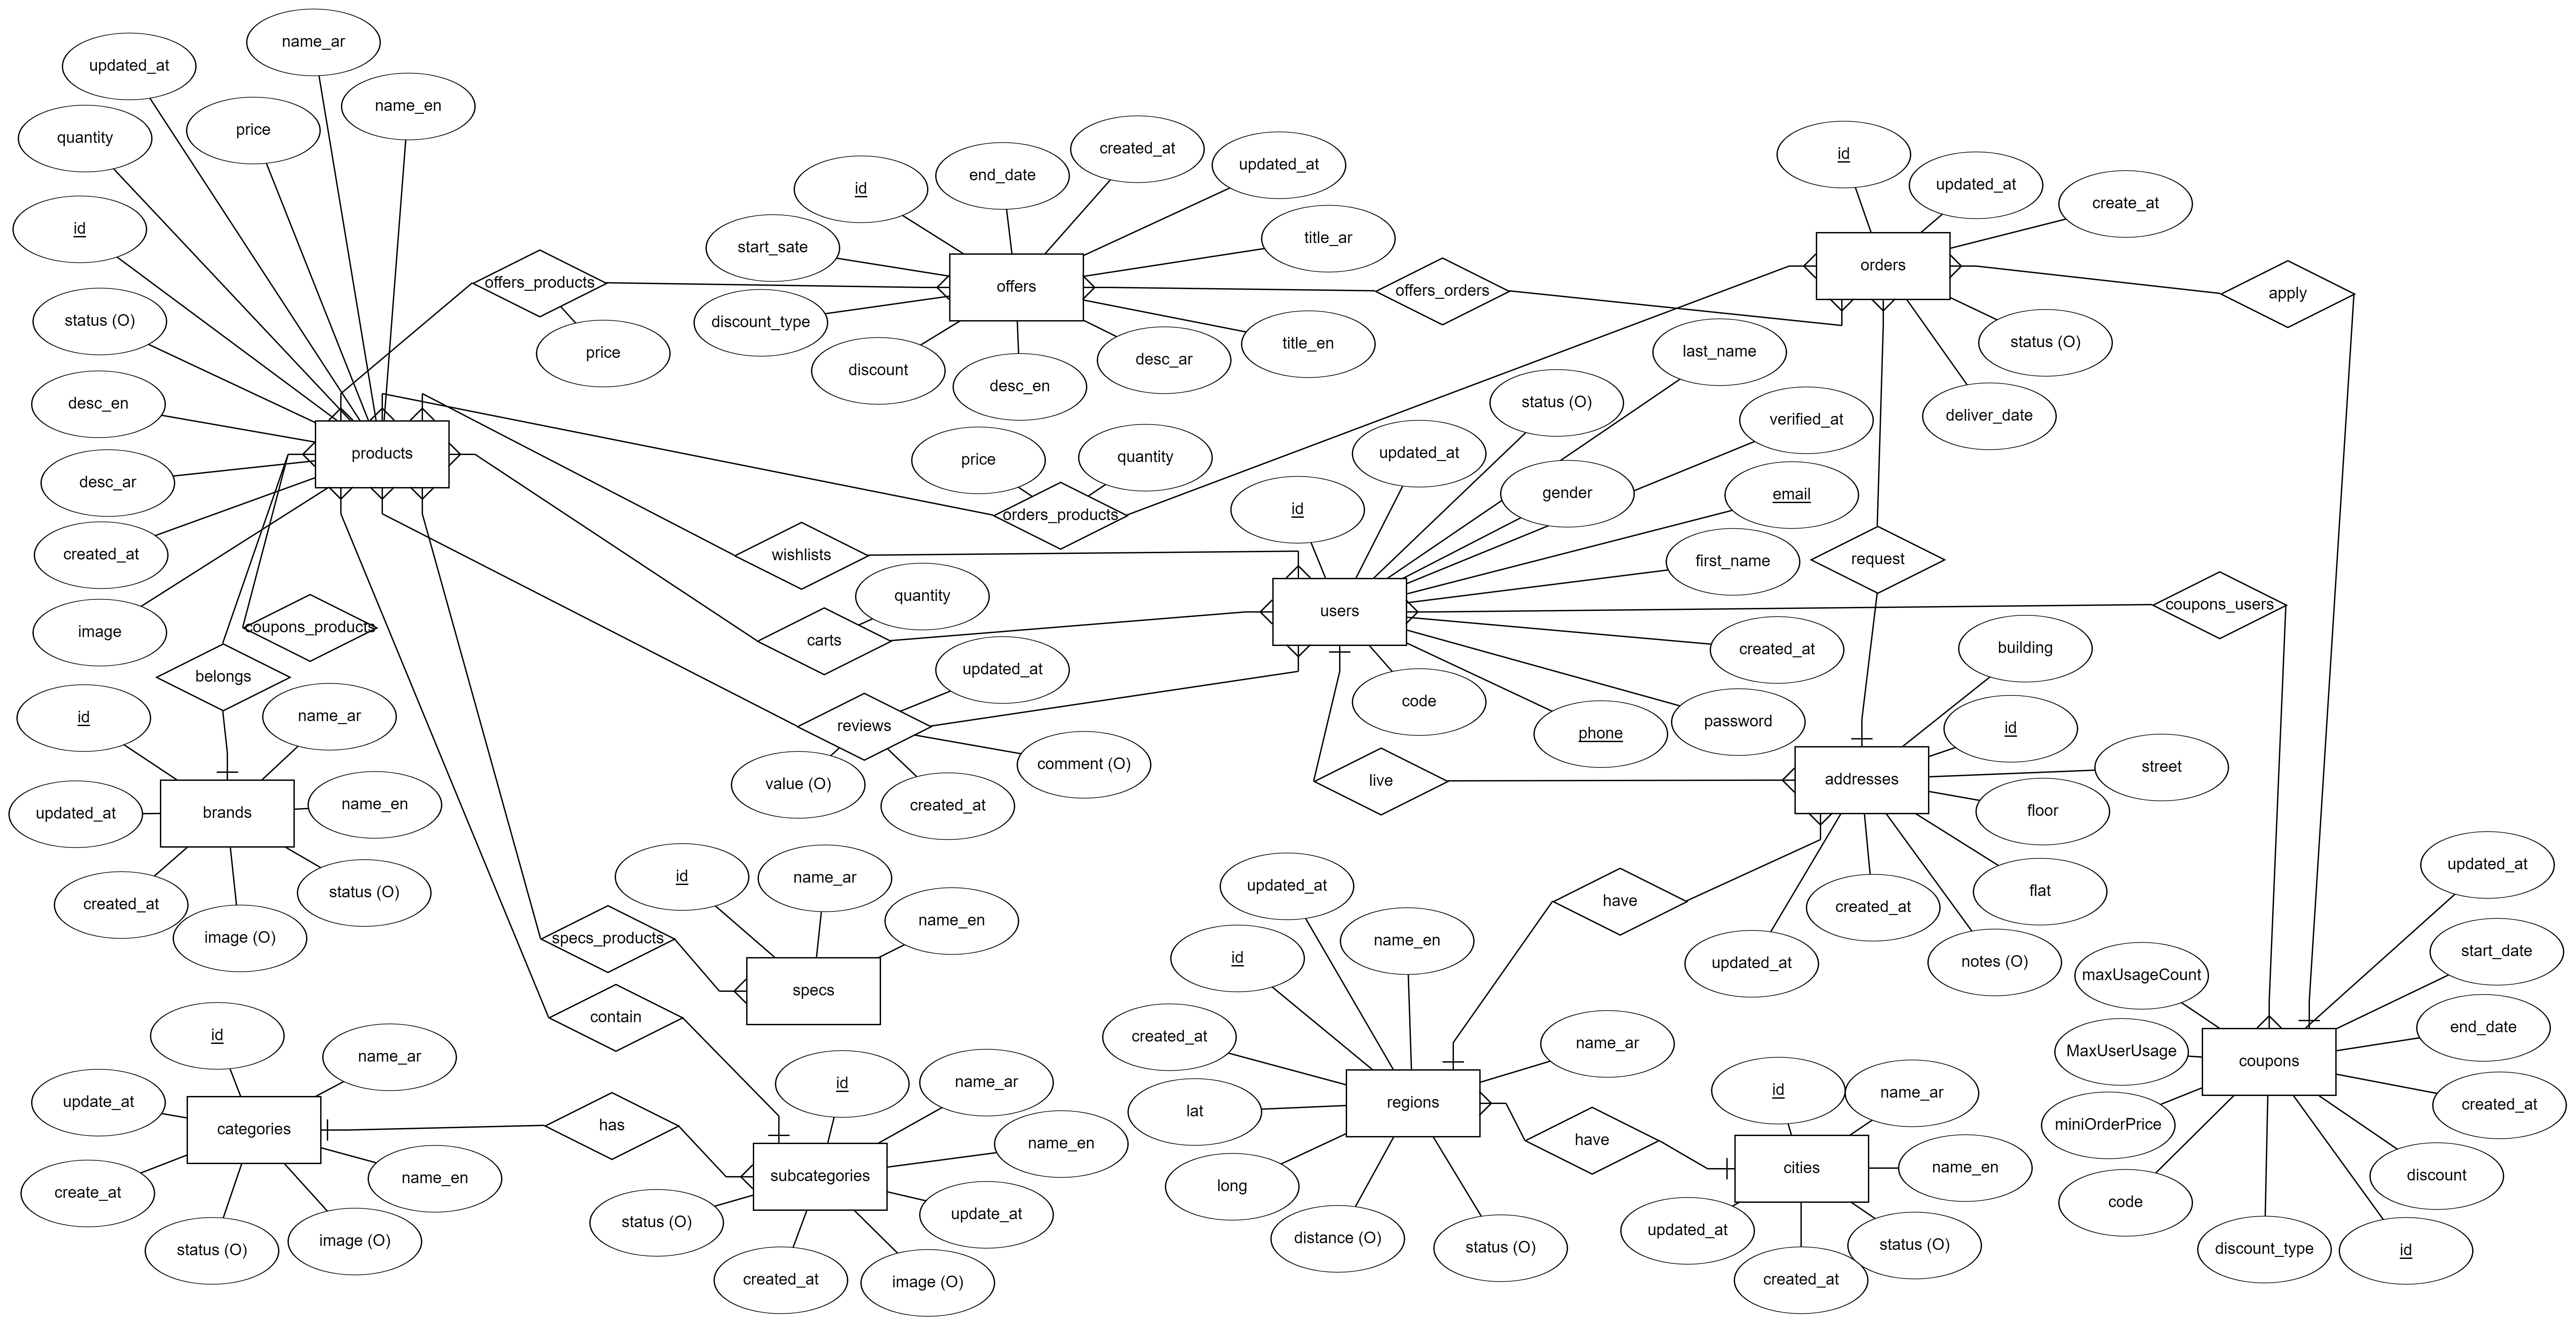 name_ar
updated_at
name_en
price
quantity
id
status (O)
desc_en
desc_ar
created_at
image
products
offers_products
price
id
end_date
created_at
updated_at
start_sate
title_ar
discount_type
offers
title_en
discount
desc_en
desc_ar
offers_orders
id
updated_at
create_at
orders
status (O)
deliver_date
apply
price
quantity
orders_products
wishlists
quantity
carts
updated_at
reviews
value (O)
created_at
comment (O)
last_name
status (O)
verified_at
updated_at
gender
email
id
first_name
users
created_at
code
password
phone
request
coupons_users
live
building
id
street
addresses
floor
flat
created_at
updated_at
notes (O)
coupons_products
belongs
id
name_ar
updated_at
brands
name_en
created_at
image (O)
status (O)
id
name_ar
name_en
specs_products
specs
contain
id
name_ar
update_at
categories
create_at
name_en
status (O)
image (O)
has
id
name_ar
name_en
subcategories
status (O)
update_at
created_at
image (O)
updated_at
name_en
id
created_at
name_ar
lat
regions
long
distance (O)
status (O)
have
have
id
name_ar
cities
name_en
updated_at
created_at
status (O)
updated_at
start_date
maxUsageCount
end_date
MaxUserUsage
coupons
created_at
miniOrderPrice
discount
code
discount_type
id